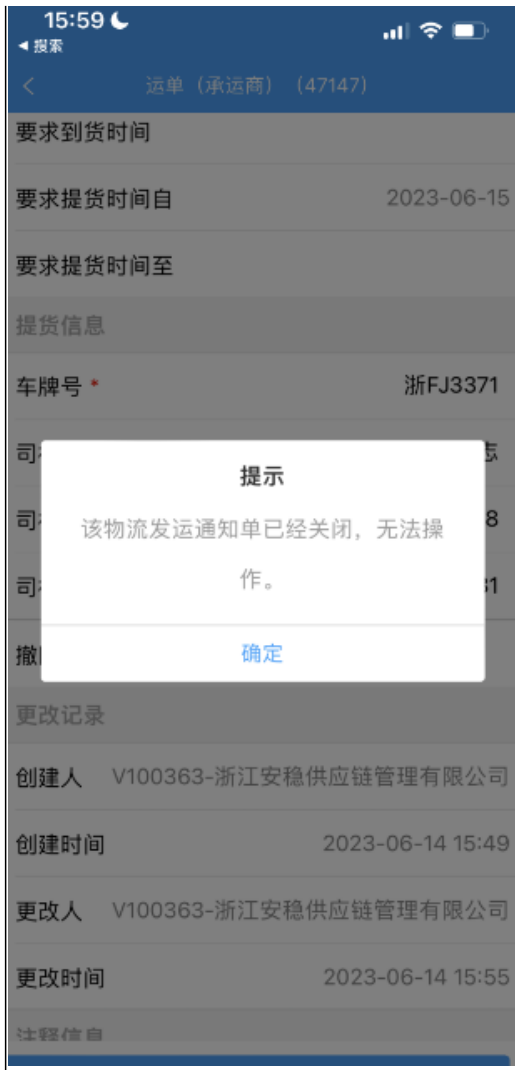 15:59
搜索
运单（承运商）（47147）
要求到货时间
要求提货时间自 2023-06-15
要求提货时间至
提货信息
车牌号 * 浙FJ3371
提示
该物流发运通知单已经关闭，无法操
作。
确定
更改记录
创建人 V100363-浙江安稳供应链管理有限公司
创建时间 2023-06-14 15:49
更改人 V100363-浙江安稳供应链管理有限公司
更改时间 2023-06-14 15:55
注释信息